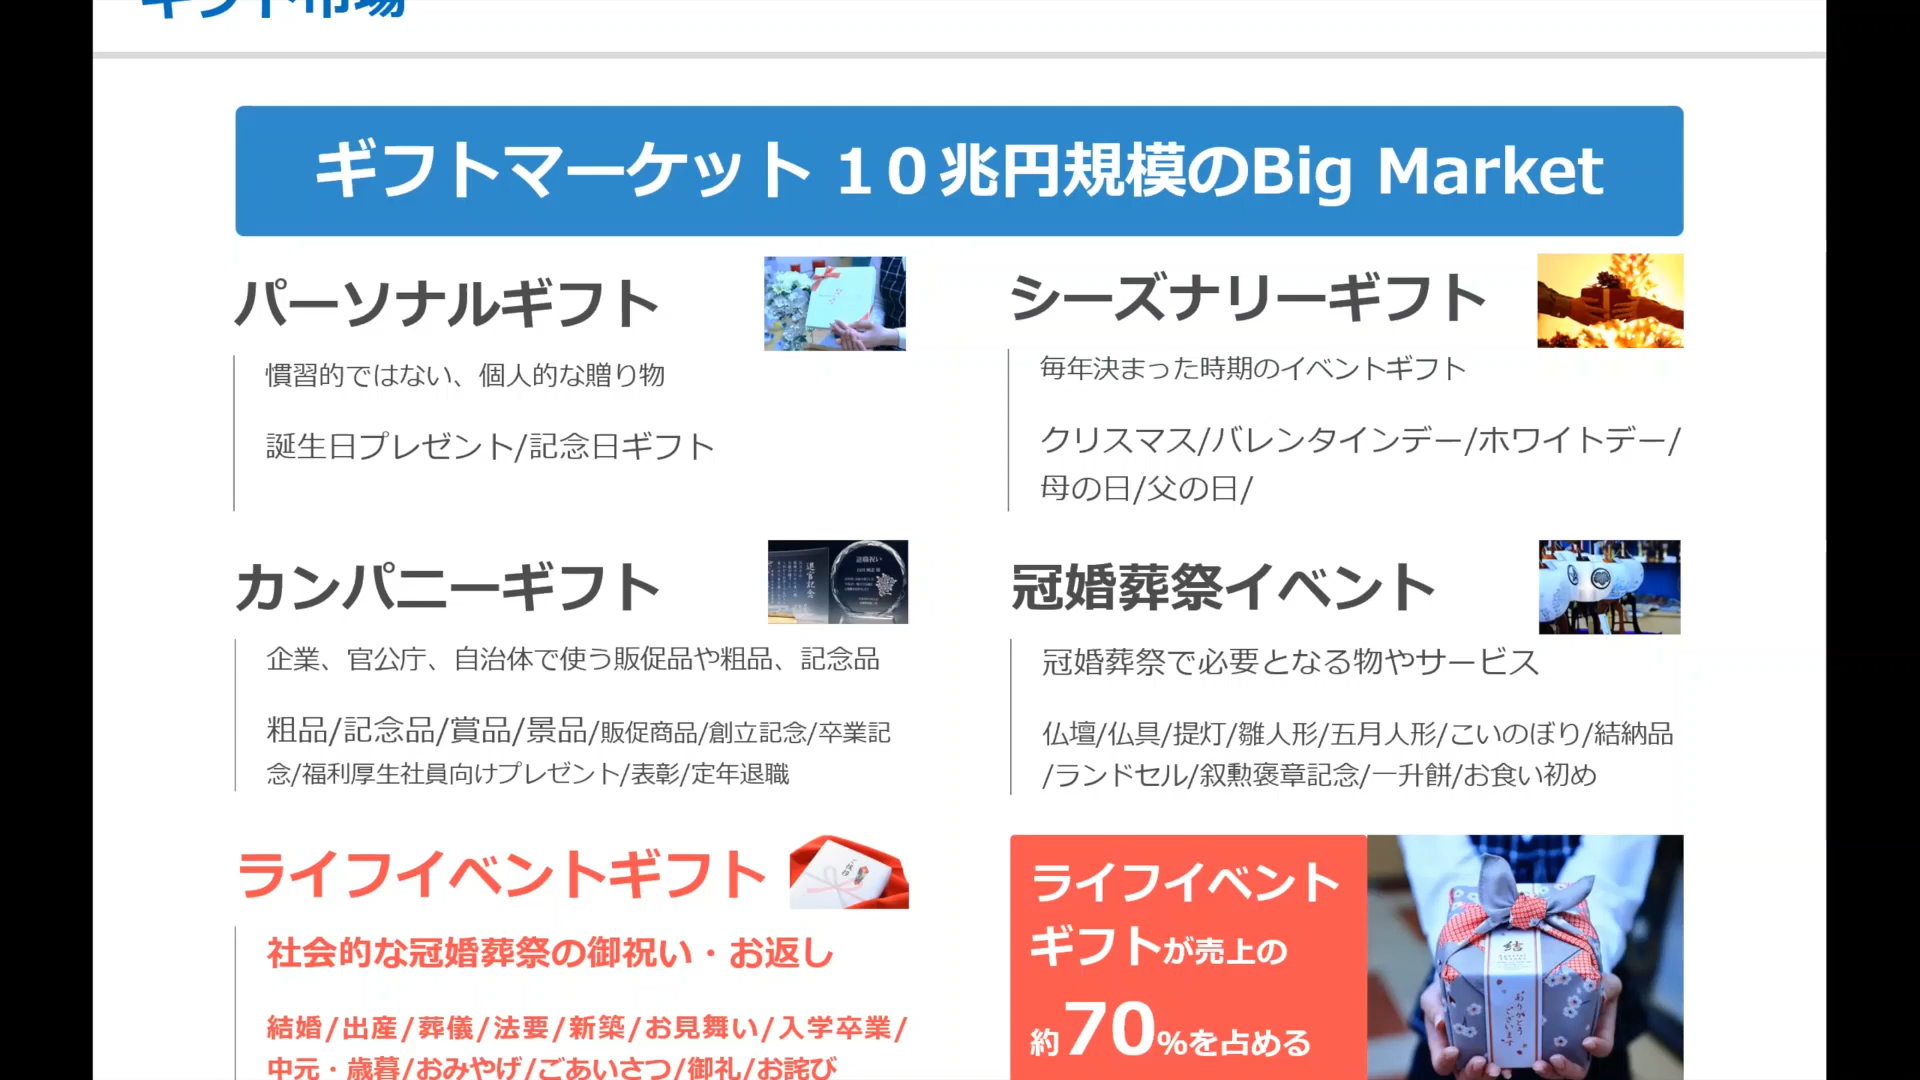 ギフト市場
ギフトマーケット １０兆円規模のBig Market
パーソナルギフト
慣習的ではない、個人的な贈り物
誕生日プレゼント/記念日ギフト
シーズナリーギフト
毎年決まった時期のイベントギフト
クリスマス/バレンタインデー/ホワイトデー/
母の日/父の日/
カンパニーギフト
企業、官公庁、自治体で使う販促品や粗品、記念品
粗品/記念品/賞品/景品/販促商品/創立記念/卒業記
念/福利厚生社員向けプレゼント/表彰/定年退職
冠婚葬祭イベント
冠婚葬祭で必要となる物やサービス
仏壇/仏具/提灯/雛人形/五月人形/こいのぼり/結納品
/ランドセル/叙勲褒章記念/一升餅/お食い初め
ライフイベントギフト
社会的な冠婚葬祭の御祝い・お返し
結婚/出産/葬儀/法要/新築/お見舞い/入学卒業/
中元・歳暮/おみやげ/ごあいさつ/御礼/お詫び
ライフイベント
ギフトが売上の
約70%を占める
結
ありがとう
ございます